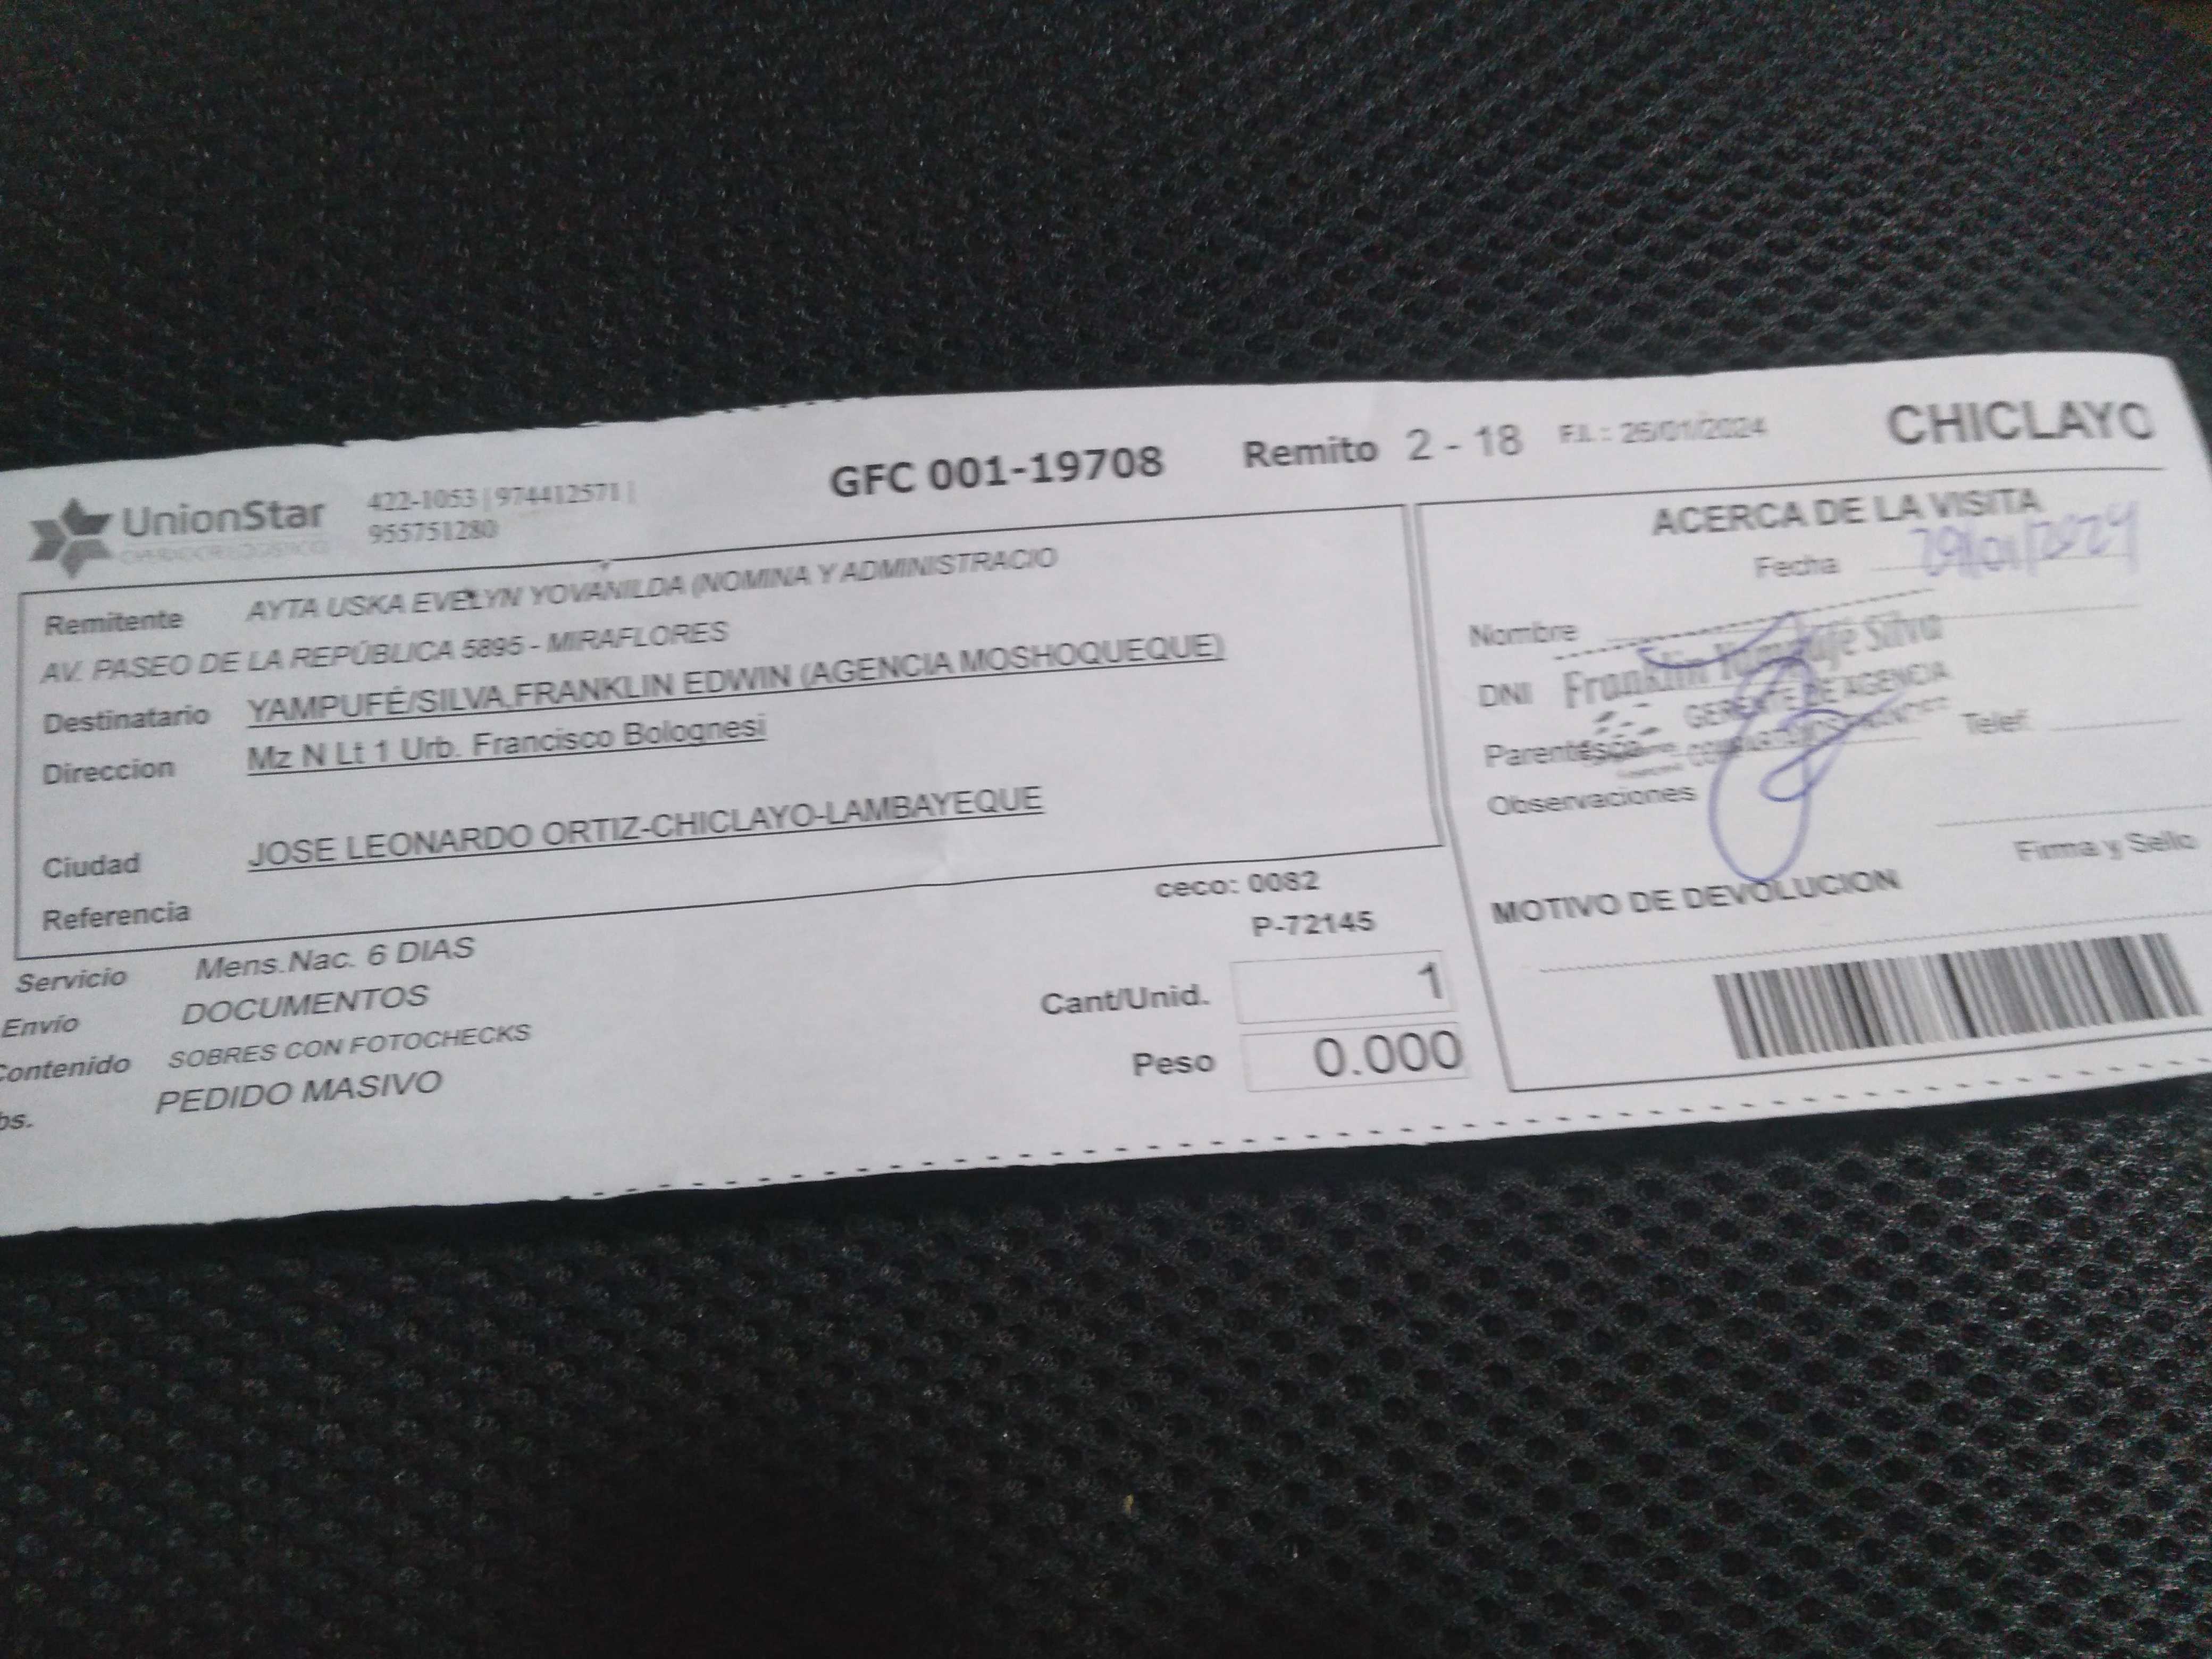 UnionStar
422-1053 | 974412571 |
955751280
GFC 001-19708 Remito 2 - 18 F.I. : 26/01/2024 CHICLAYO
Remitente AYTA USKA EVELYN YOVANILDA (NOMINA Y ADMINISTRACIO
AV. PASEO DE LA REPÚBLICA 5895 - MIRAFLORES
Destinatario YAMPUFÉ/SILVA,FRANKLIN EDWIN (AGENCIA MOSHOQUEQUE)
Direccion Mz N Lt 1 Urb. Francisco Bolognesi
Ciudad JOSE LEONARDO ORTIZ-CHICLAYO-LAMBAYEQUE
Referencia
ceco: 0082
P-72145
Servicio Mens.Nac. 6 DIAS
Envío DOCUMENTOS
Contenido SOBRES CON FOTOCHECKS
bs. PEDIDO MASIVO
Cant/Unid. 1
Peso 0.000
ACERCA DE LA VISITA
Fecha 29/01/2024
Nombre
Franklin Silva
DNI
GERENTE DE AGENCIA
Parentesco Telef.
Observaciones
Firma y Sello
MOTIVO DE DEVOLUCION